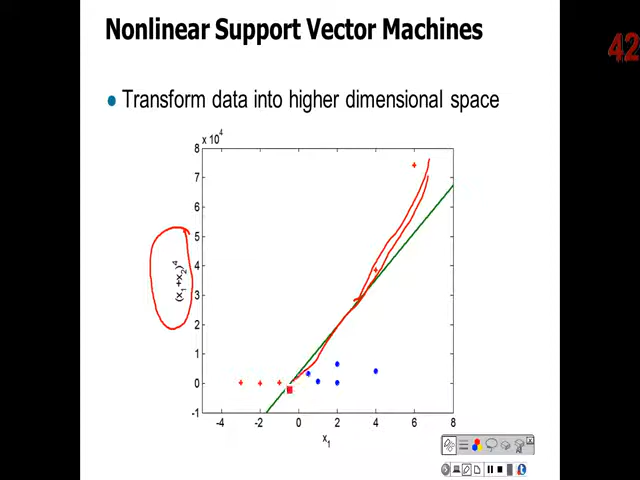 Nonlinear Support Vector Machines
42
● Transform data into higher dimensional space
x 10^4
8
7
6
5
4
3
2
1
0
-1
(x1+x2)^4
-4 -2 0 2 4 6 8
x1